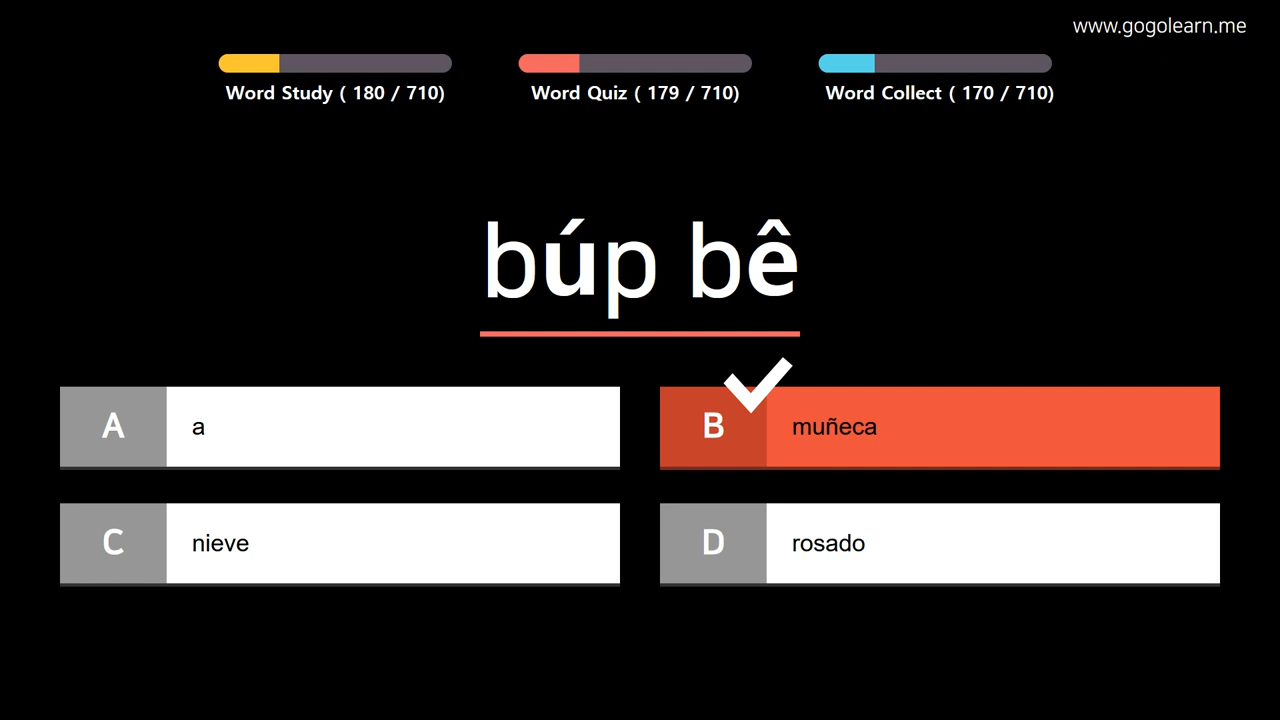 www.gogolearn.me
Word Study ( 180 / 710)
Word Quiz ( 179 / 710)
Word Collect ( 170 / 710)
búp bê
A a
B muñeca
C nieve
D rosado